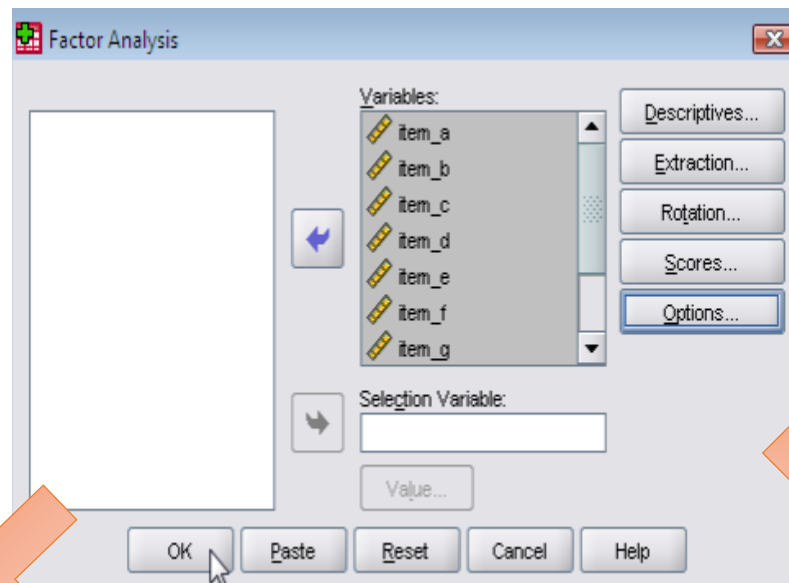 Factor Analysis
Variables:
item_a
item_b
item_c
item_d
item_e
item_f
item_g
Descriptives...
Extraction...
Rotation...
Scores...
Options...
Selection Variable:
Value...
OK
Paste
Reset
Cancel
Help